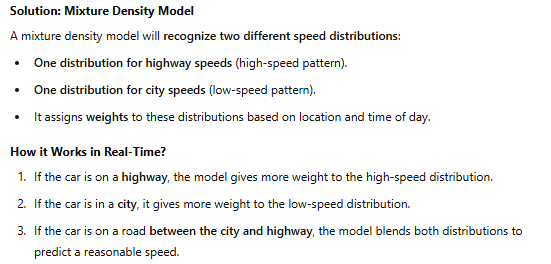 Solution: Mixture Density Model
A mixture density model will recognize two different speed distributions:
• One distribution for highway speeds (high-speed pattern).
• One distribution for city speeds (low-speed pattern).
• It assigns weights to these distributions based on location and time of day.
How it Works in Real-Time?
1. If the car is on a highway, the model gives more weight to the high-speed distribution.
2. If the car is in a city, it gives more weight to the low-speed distribution.
3. If the car is on a road between the city and highway, the model blends both distributions to
predict a reasonable speed.